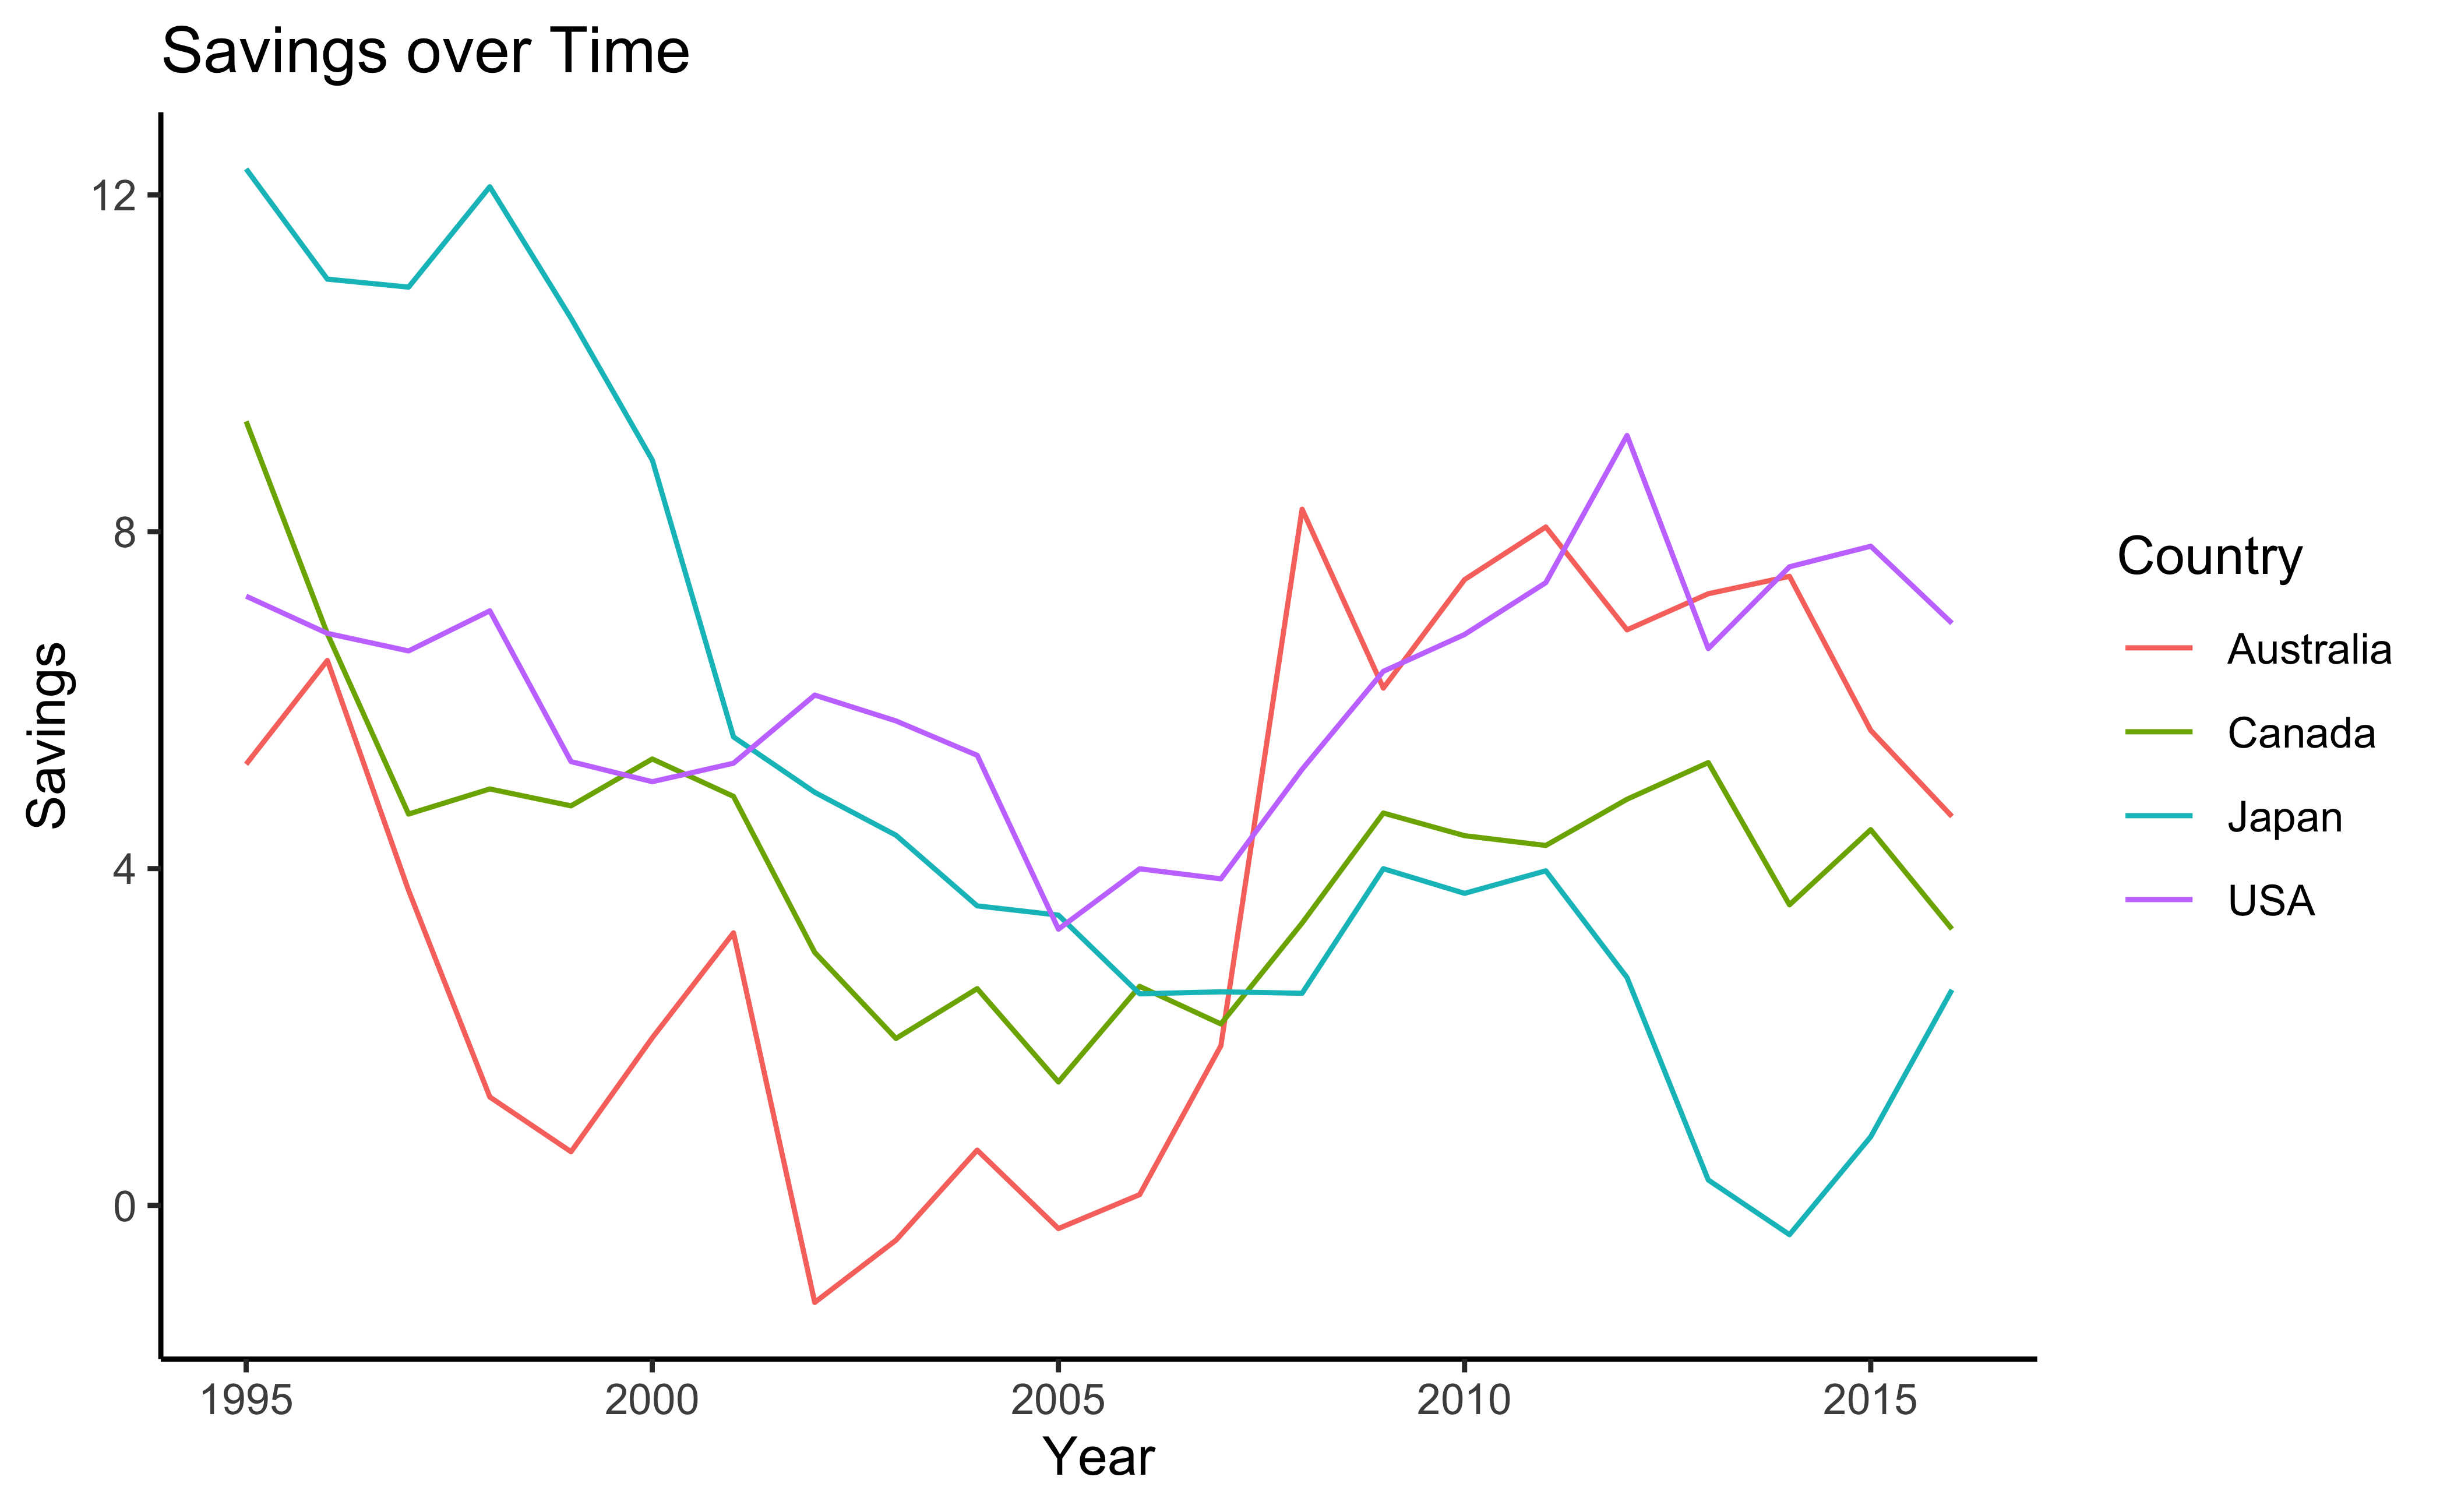 Savings over Time
Savings
12
8
4
0
1995 2000 2005 2010 2015
Year
Country
Australia
Canada
Japan
USA